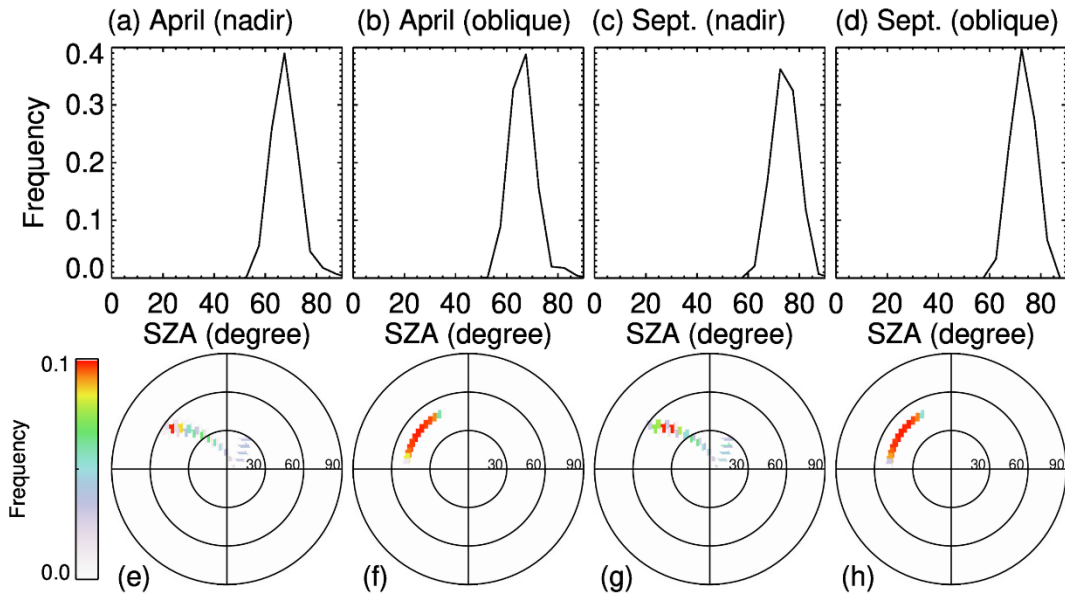 (a) April (nadir) (b) April (oblique) (c) Sept. (nadir) (d) Sept. (oblique)
0.4
0.3
0.2
0.1
0.0
Frequency
0 20 40 60 80 0 20 40 60 80 0 20 40 60 80 0 20 40 60 80
SZA (degree) SZA (degree) SZA (degree) SZA (degree)
0.1
Frequency
0.0
30 60 90 30 60 90 30 60 90 30 60 90
(e) (f) (g) (h)